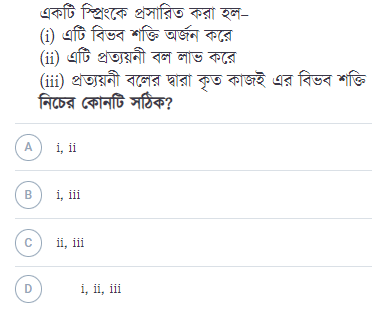 একটি স্প্রিংকে প্রসারিত করা হল–
(i) এটি বিভব শক্তি অর্জন করে
(ii) এটি প্রত্যয়নী বল লাভ করে
(iii) প্রত্যয়নী বলের দ্বারা কৃত কাজই এর বিভব শক্তি
নিচের কোনটি সঠিক?
A i, ii
B i, iii
C ii, iii
D i, ii, iii